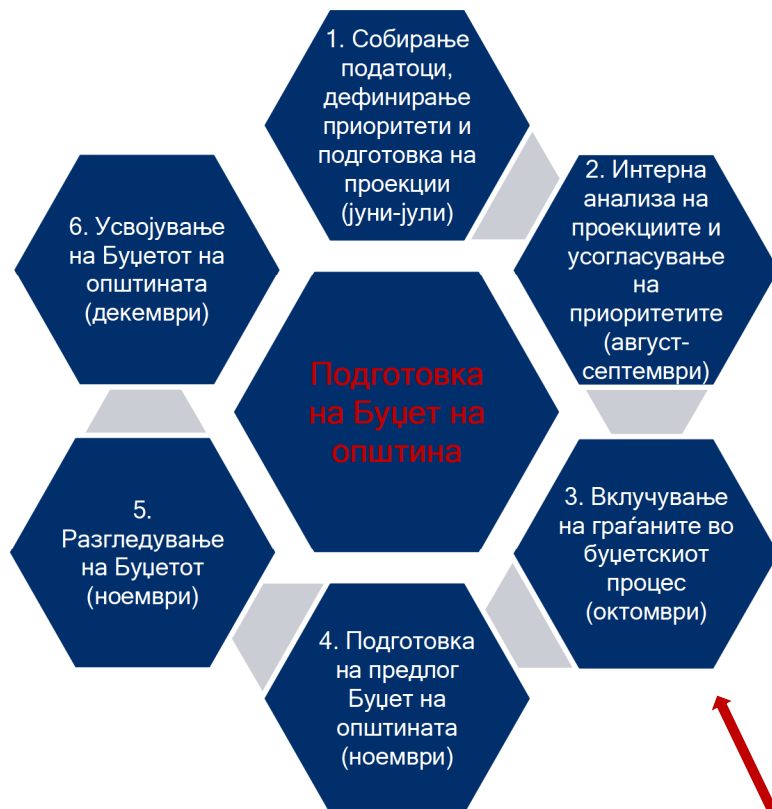 1. Собирање
податоци,
дефинирање
приоритети и
подготовка на
проекции
(јуни-јули)
2. Интерна
анализа на
проекциите и
усогласување
на
приоритетите
(август-
септември)
3. Вклучување
на граѓаните во
буџетскиот
процес
(октомври)
4. Подготовка
на предлог
Буџет на
општината
(ноември)
5.
Разгледување
на Буџетот
(ноември)
6. Усвојување
на Буџетот на
општината
(декември)
Подготовка
на Буџет на
општина